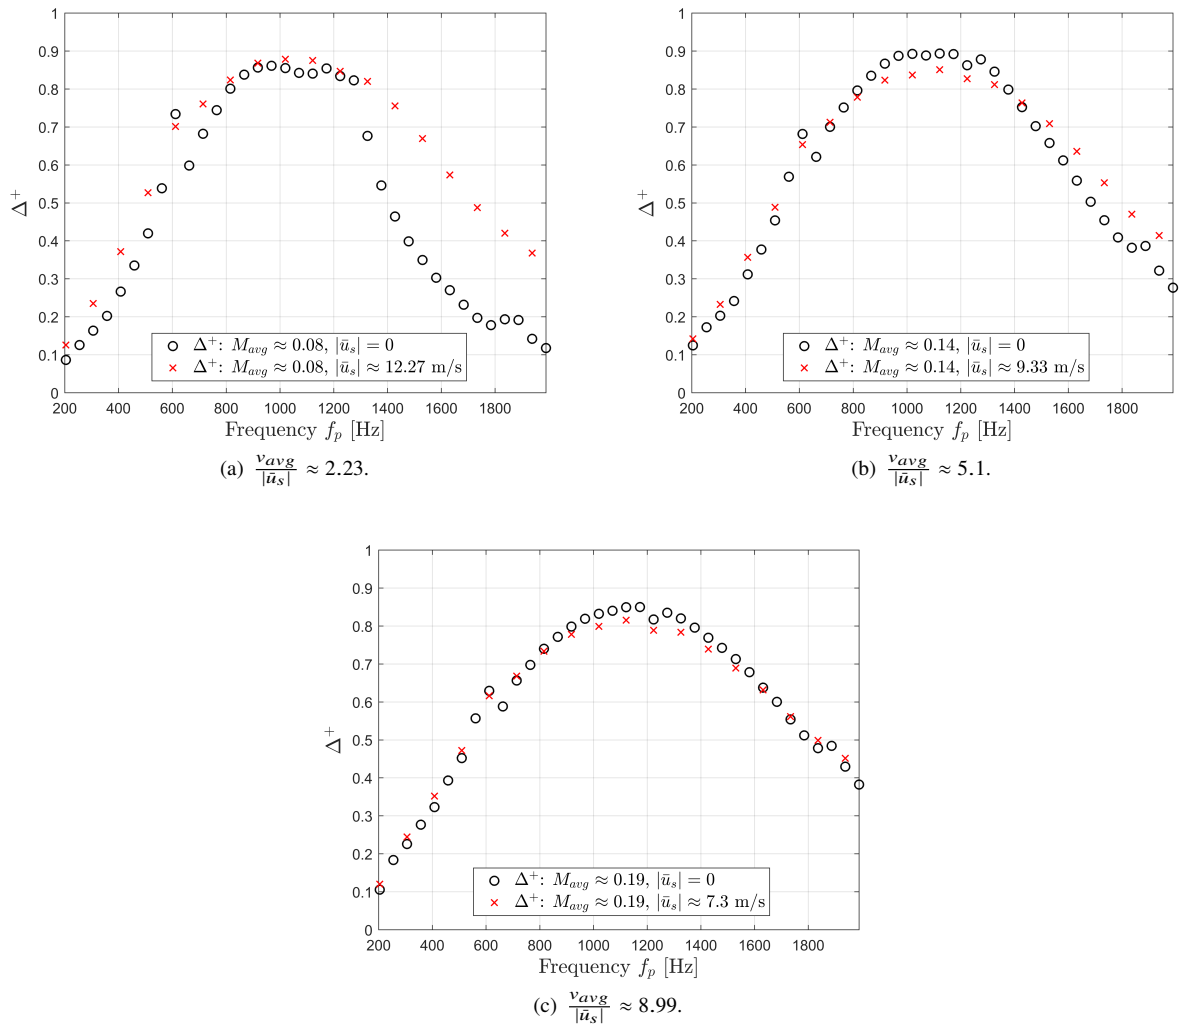 1
0.9
0.8
0.7
0.6
0.5
0.4
0.3
0.2
0.1
0
Δ⁺
Δ⁺: M_avg ≈ 0.08, |ū_s| = 0
Δ⁺: M_avg ≈ 0.08, |ū_s| ≈ 12.27 m/s
200 400 600 800 1000 1200 1400 1600 1800
Frequency f_p [Hz]
(a) v_avg/|ū_s| ≈ 2.23.
1
0.9
0.8
0.7
0.6
0.5
0.4
0.3
0.2
0.1
0
Δ⁺
Δ⁺: M_avg ≈ 0.14, |ū_s| = 0
Δ⁺: M_avg ≈ 0.14, |ū_s| ≈ 9.33 m/s
200 400 600 800 1000 1200 1400 1600 1800
Frequency f_p [Hz]
(b) v_avg/|ū_s| ≈ 5.1.
1
0.9
0.8
0.7
0.6
0.5
0.4
0.3
0.2
0.1
0
Δ⁺
Δ⁺: M_avg ≈ 0.19, |ū_s| = 0
Δ⁺: M_avg ≈ 0.19, |ū_s| ≈ 7.3 m/s
200 400 600 800 1000 1200 1400 1600 1800
Frequency f_p [Hz]
(c) v_avg/|ū_s| ≈ 8.99.